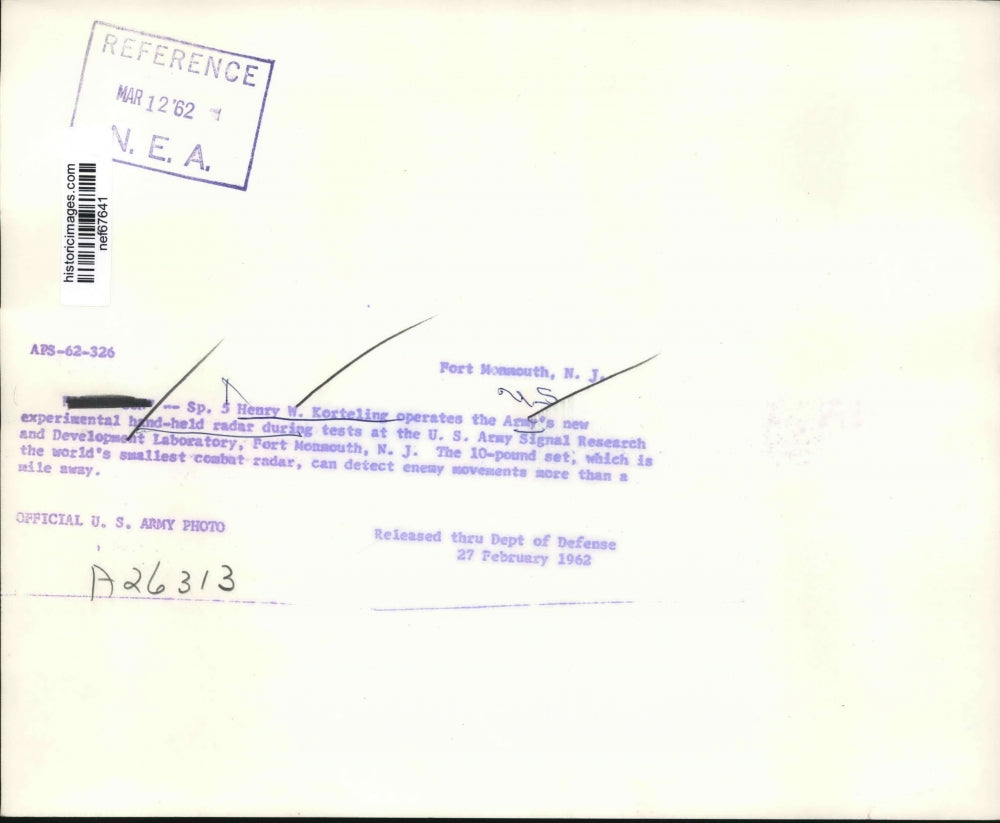 REFERENCE
MAR 12 '62
N. E. A.
historicimages.com
nef67641
APS-62-326
Fort Monmouth, N. J.
US
-- Sp. 5 Henry W. Korteling operates the Army's new
experimental hand-held radar during tests at the U. S. Army Signal Research
and Development Laboratory, Fort Monmouth, N. J. The 10-pound set, which is
the world's smallest combat radar, can detect enemy movements more than a
mile away.
OFFICIAL U. S. ARMY PHOTO
Released thru Dept of Defense
27 February 1962
A26313